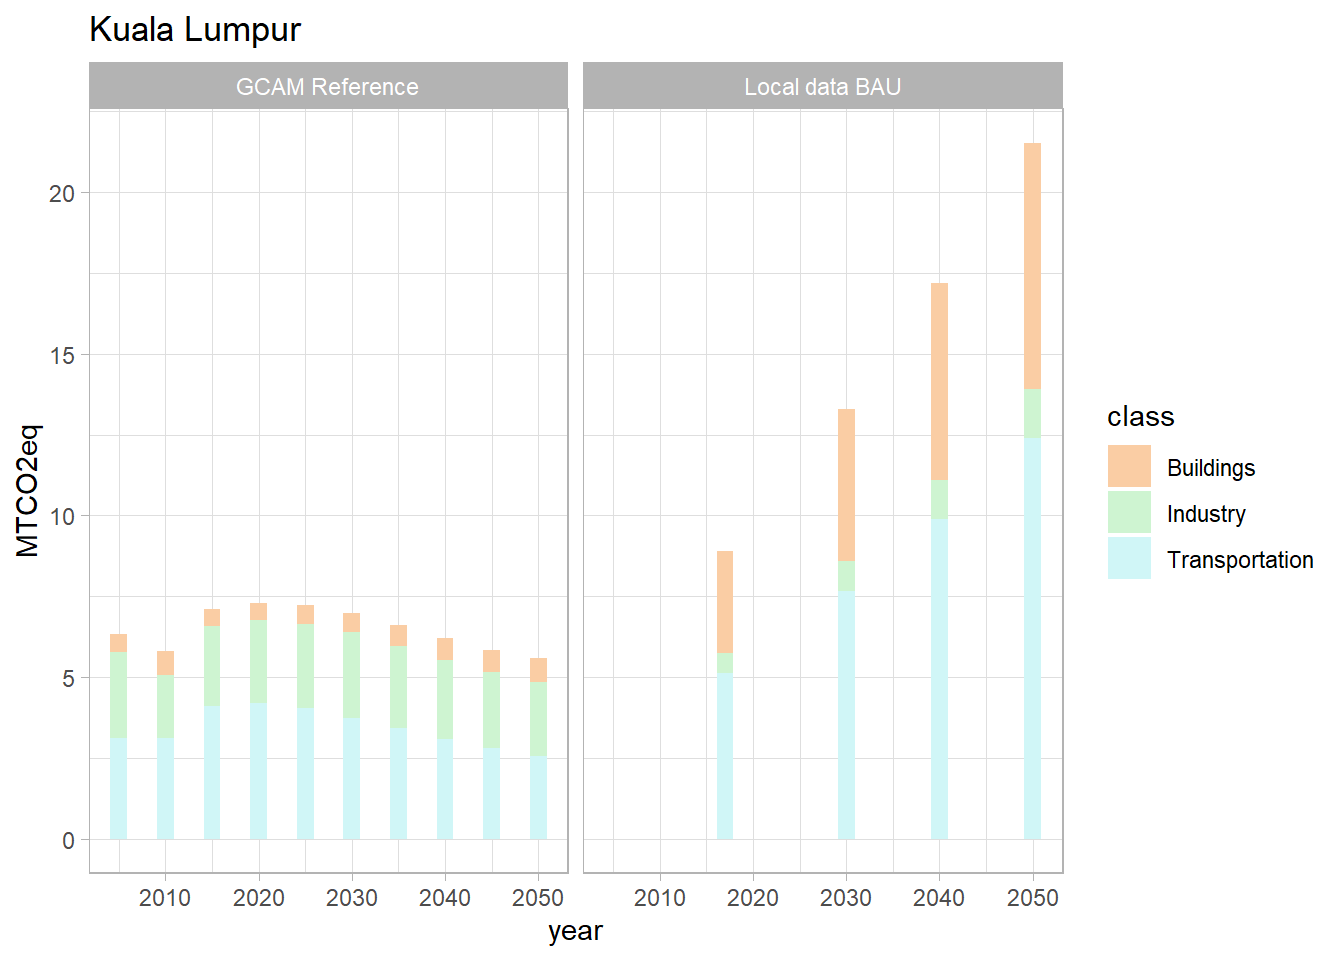 Kuala Lumpur
GCAM Reference
Local data BAU
MTCO2eq
20
15
10
5
0
2010 2020 2030 2040 2050
2010 2020 2030 2040 2050
year
class
Buildings
Industry
Transportation